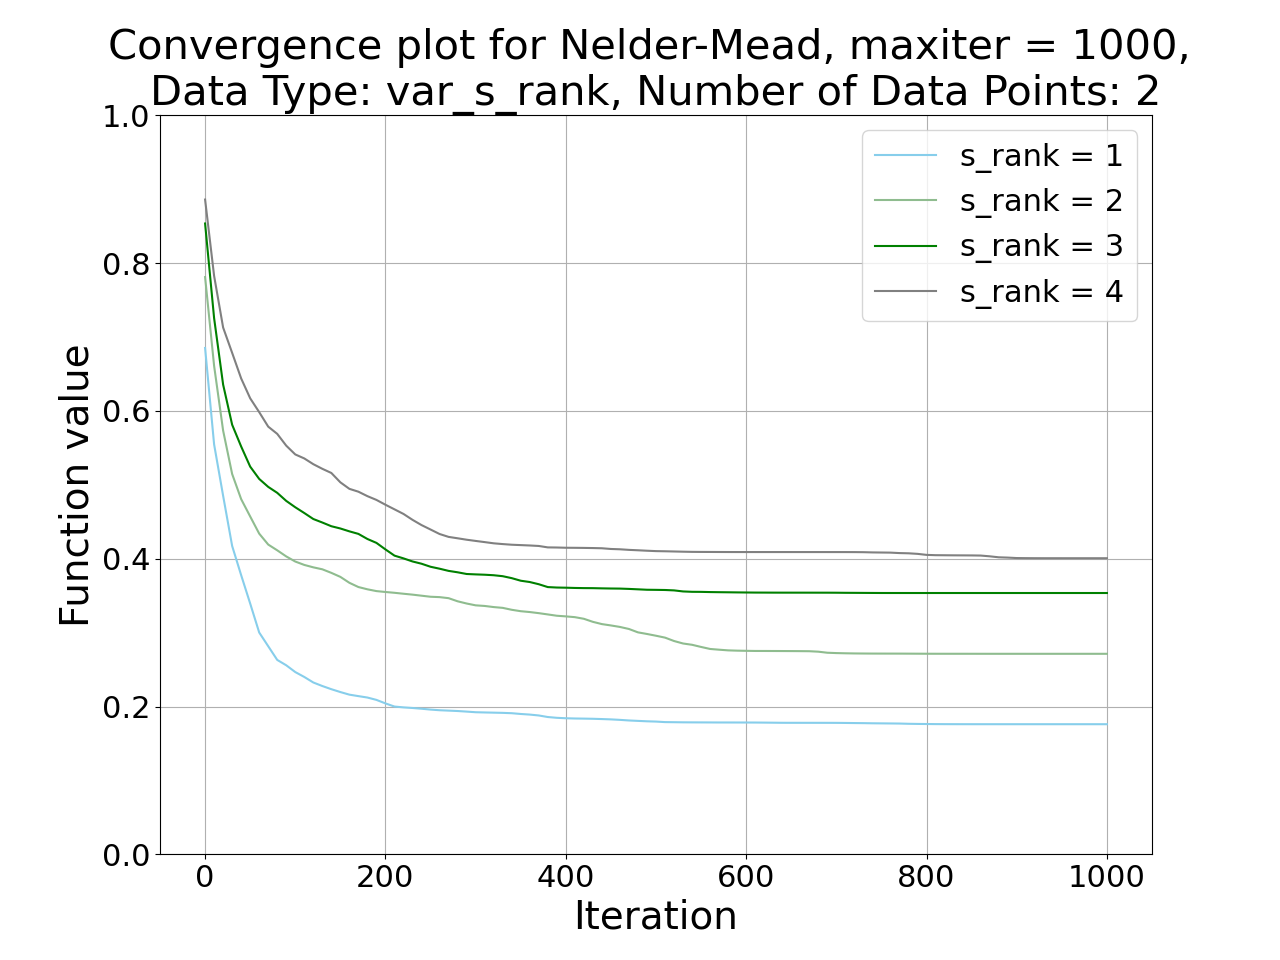 Convergence plot for Nelder-Mead, maxiter = 1000,
Data Type: var_s_rank, Number of Data Points: 2
1.0
0.8
0.6
0.4
0.2
0.0
Function value
s_rank = 1
s_rank = 2
s_rank = 3
s_rank = 4
0 200 400 600 800 1000
Iteration